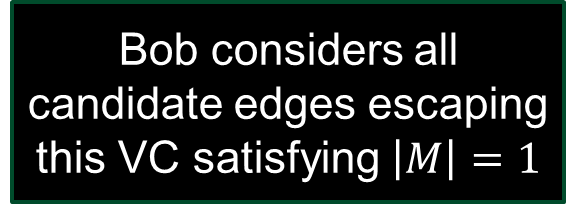 Bob considers all
candidate edges escaping
this VC satisfying |𝑀| = 1